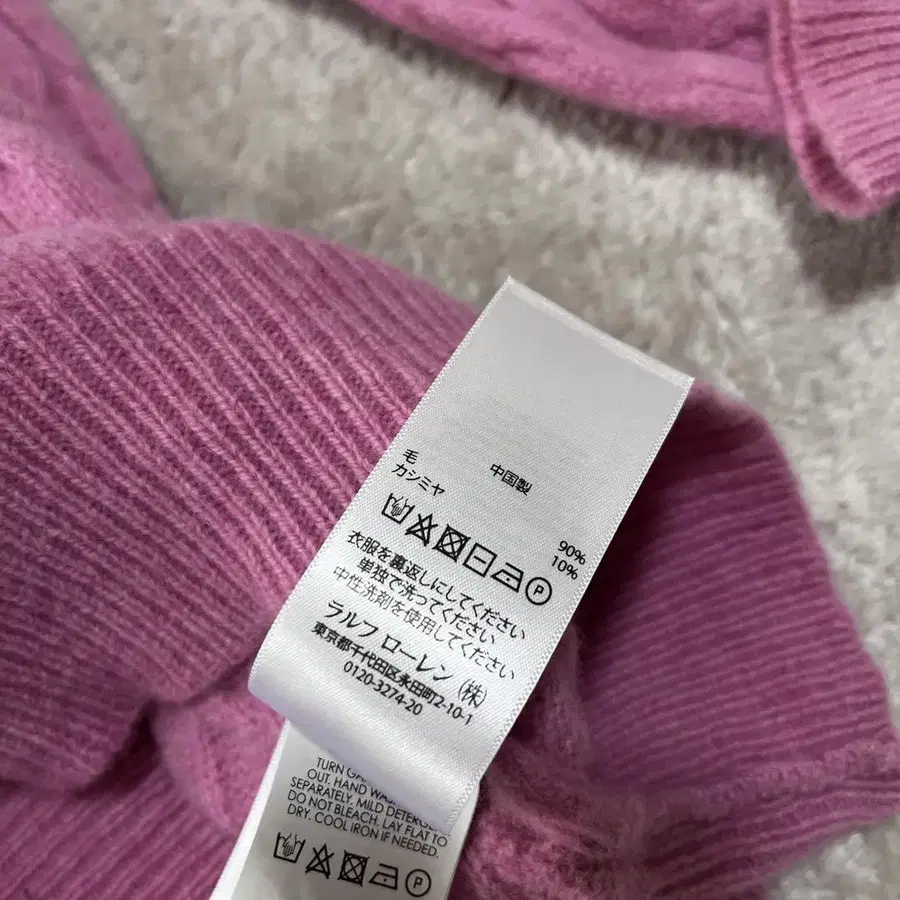 毛 中国製
カシミヤ
90%
10%
P
衣服を裏返しにしてください
単独で洗ってください
中性洗剤を使用してください
ラルフ ローレン (株)
東京都千代田区永田町2-10-1
0120-3274-20
TURN
OUT. HAND
SEPARATELY. MILD
DO NOT BLEACH. LAY FLAT TO
DRY. COOL IRON IF NEEDED.
P